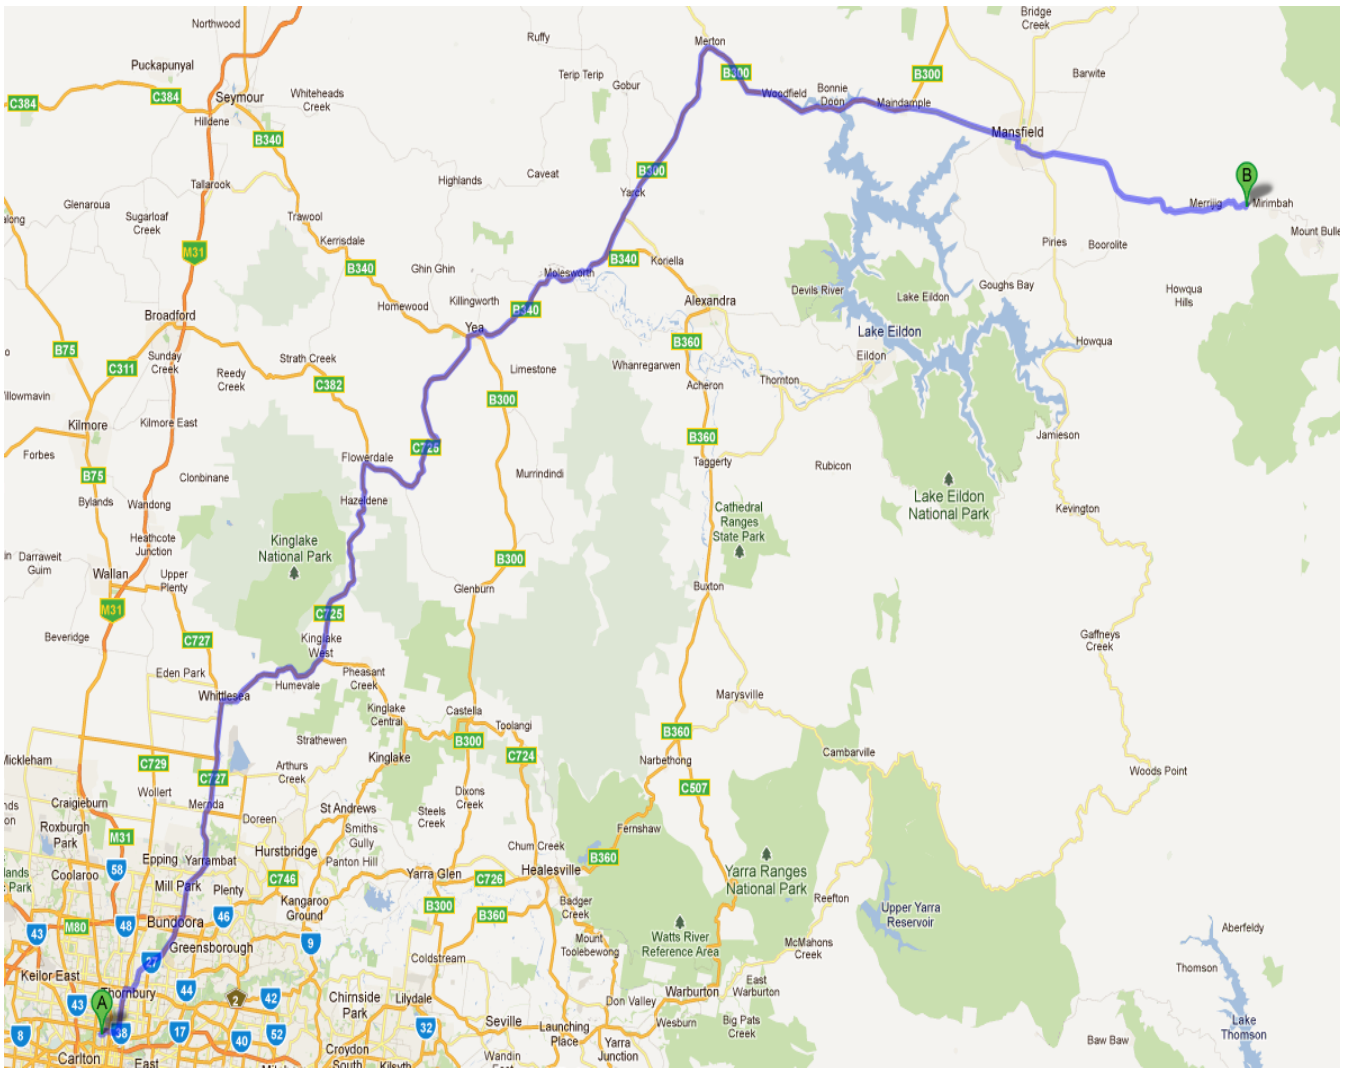 Northwood
Ruffy
Merton
Bridge
Creek
Puckapunyal
Terip Terip
Gobur
B300
Woodfield
Bonnie
Doon
B300
Maindample
Barwite
C384
C384
Seymour
Whiteheads
Creek
Hilldene
B340
Mansfield
Tallarook
Highlands
Caveat
B300
Yarck
B
Merrijig
Mirimbah
Glenaroua
Sugarloaf
Creek
Trawool
Kerrisdale
M31
B340
Ghin Ghin
Molesworth
B340
Koriella
Piries
Boorolite
Mount Bulle
Homewood
Killingworth
B340
Alexandra
Devils River
Lake Eildon
Goughs Bay
Howqua
Hills
Broadford
Yea
Lake Eildon
B360
Howqua
B75
Sunday
Creek
C311
Strath Creek
Reedy
Creek
C382
Limestone
Whanregarwen
Acheron
Thornton
Eildon
illowmavin
B300
Kilmore
Kilmore East
B360
Jamieson
Forbes
Flowerdale
C725
Taggerty
Rubicon
B75
Clonbinane
Murrindindi
Lake Eildon
National Park
Bylands
Wandong
Hazeldene
Cathedral
Ranges
State Park
Kevington
Heathcote
Junction
Kinglake
National Park
Darraweit
Guim
Wallan
Upper
Plenty
B300
Glenburn
Buxton
M31
C725
Beveridge
C727
Kinglake
West
Gaffneys
Creek
Eden Park
Humevale
Pheasant
Creek
Whittlesea
Marysville
Kinglake
Central
Castella
Toolangi
B360
Strathewen
B300
C724
Cambarville
Mickleham
C729
C727
Arthurs
Creek
Kinglake
Narbethong
Woods Point
Wollert
Mernda
C507
Dixons
Creek
Craigieburn
St Andrews
Steels
Creek
Doreen
Roxburgh
Park
M31
Smiths
Gully
Fernshaw
Hurstbridge
Chum Creek
B360
Epping
Yarrambat
Panton Hill
Healesville
Yarra Ranges
National Park
lands
Park
Coolaroo
58
Mill Park
Plenty
C746
Yarra Glen
C726
Kangaroo
Ground
B300
B360
Badger
Creek
Reefton
Upper Yarra
Reservoir
M80
48
Bundoora
46
43
Greensborough
9
Mount
Toolebewong
Watts River
Reference Area
McMahons
Creek
Aberfeldy
27
Coldstream
Thomson
Keilor East
44
East
Warburton
Thornbury
2
42
Chirnside
Park
Lilydale
Don Valley
Warburton
A
43
8
38
17
40
52
32
Seville
Launching
Place
Wesburn
Big Pats
Creek
Lake
Thomson
Baw Baw
Carlton
East
Croydon
South
Kilsyth
Wandin
Yarra
Junction